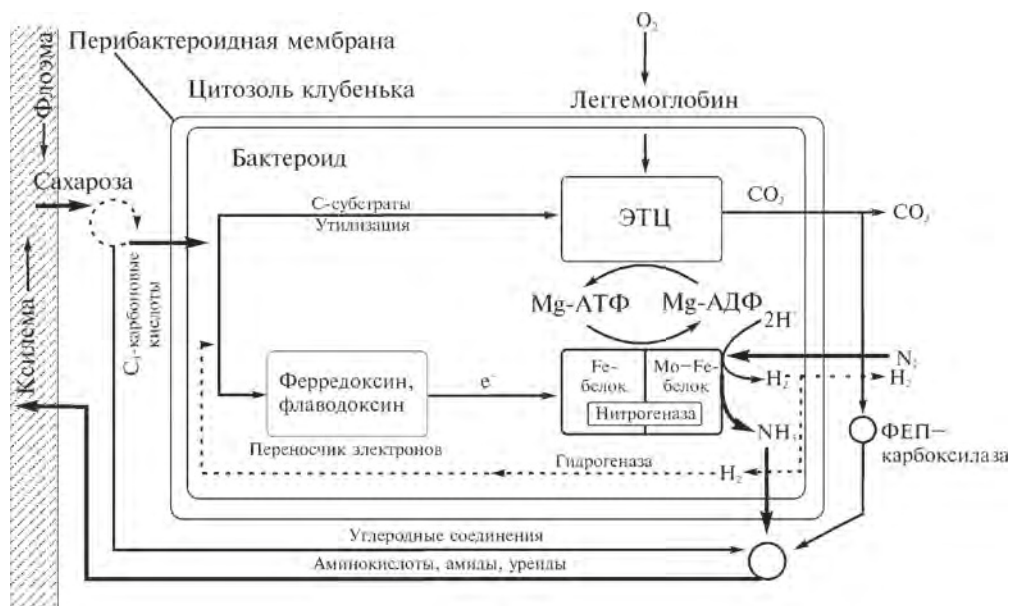 O₂
Перибактероидная мембрана
Флоэма
Цитозоль клубенька
Леггемоглобин
Бактероид
Сахароза
С-субстраты
Утилизация
ЭТЦ
CO₂
CO₂
C₄-карбоновые
кислоты
Mg-АТФ
Mg-АДФ
2H⁺
Ксилема
Ферредоксин,
флаводоксин
e⁻
Fe-
белок
Mo-Fe-
белок
Нитрогеназа
H₂
N₂
H₂
Переносчик электронов
NH₃
ФЕП-
карбоксилаза
Гидрогеназа
H₂
Углеродные соединения
Аминокислоты, амиды, уреиды